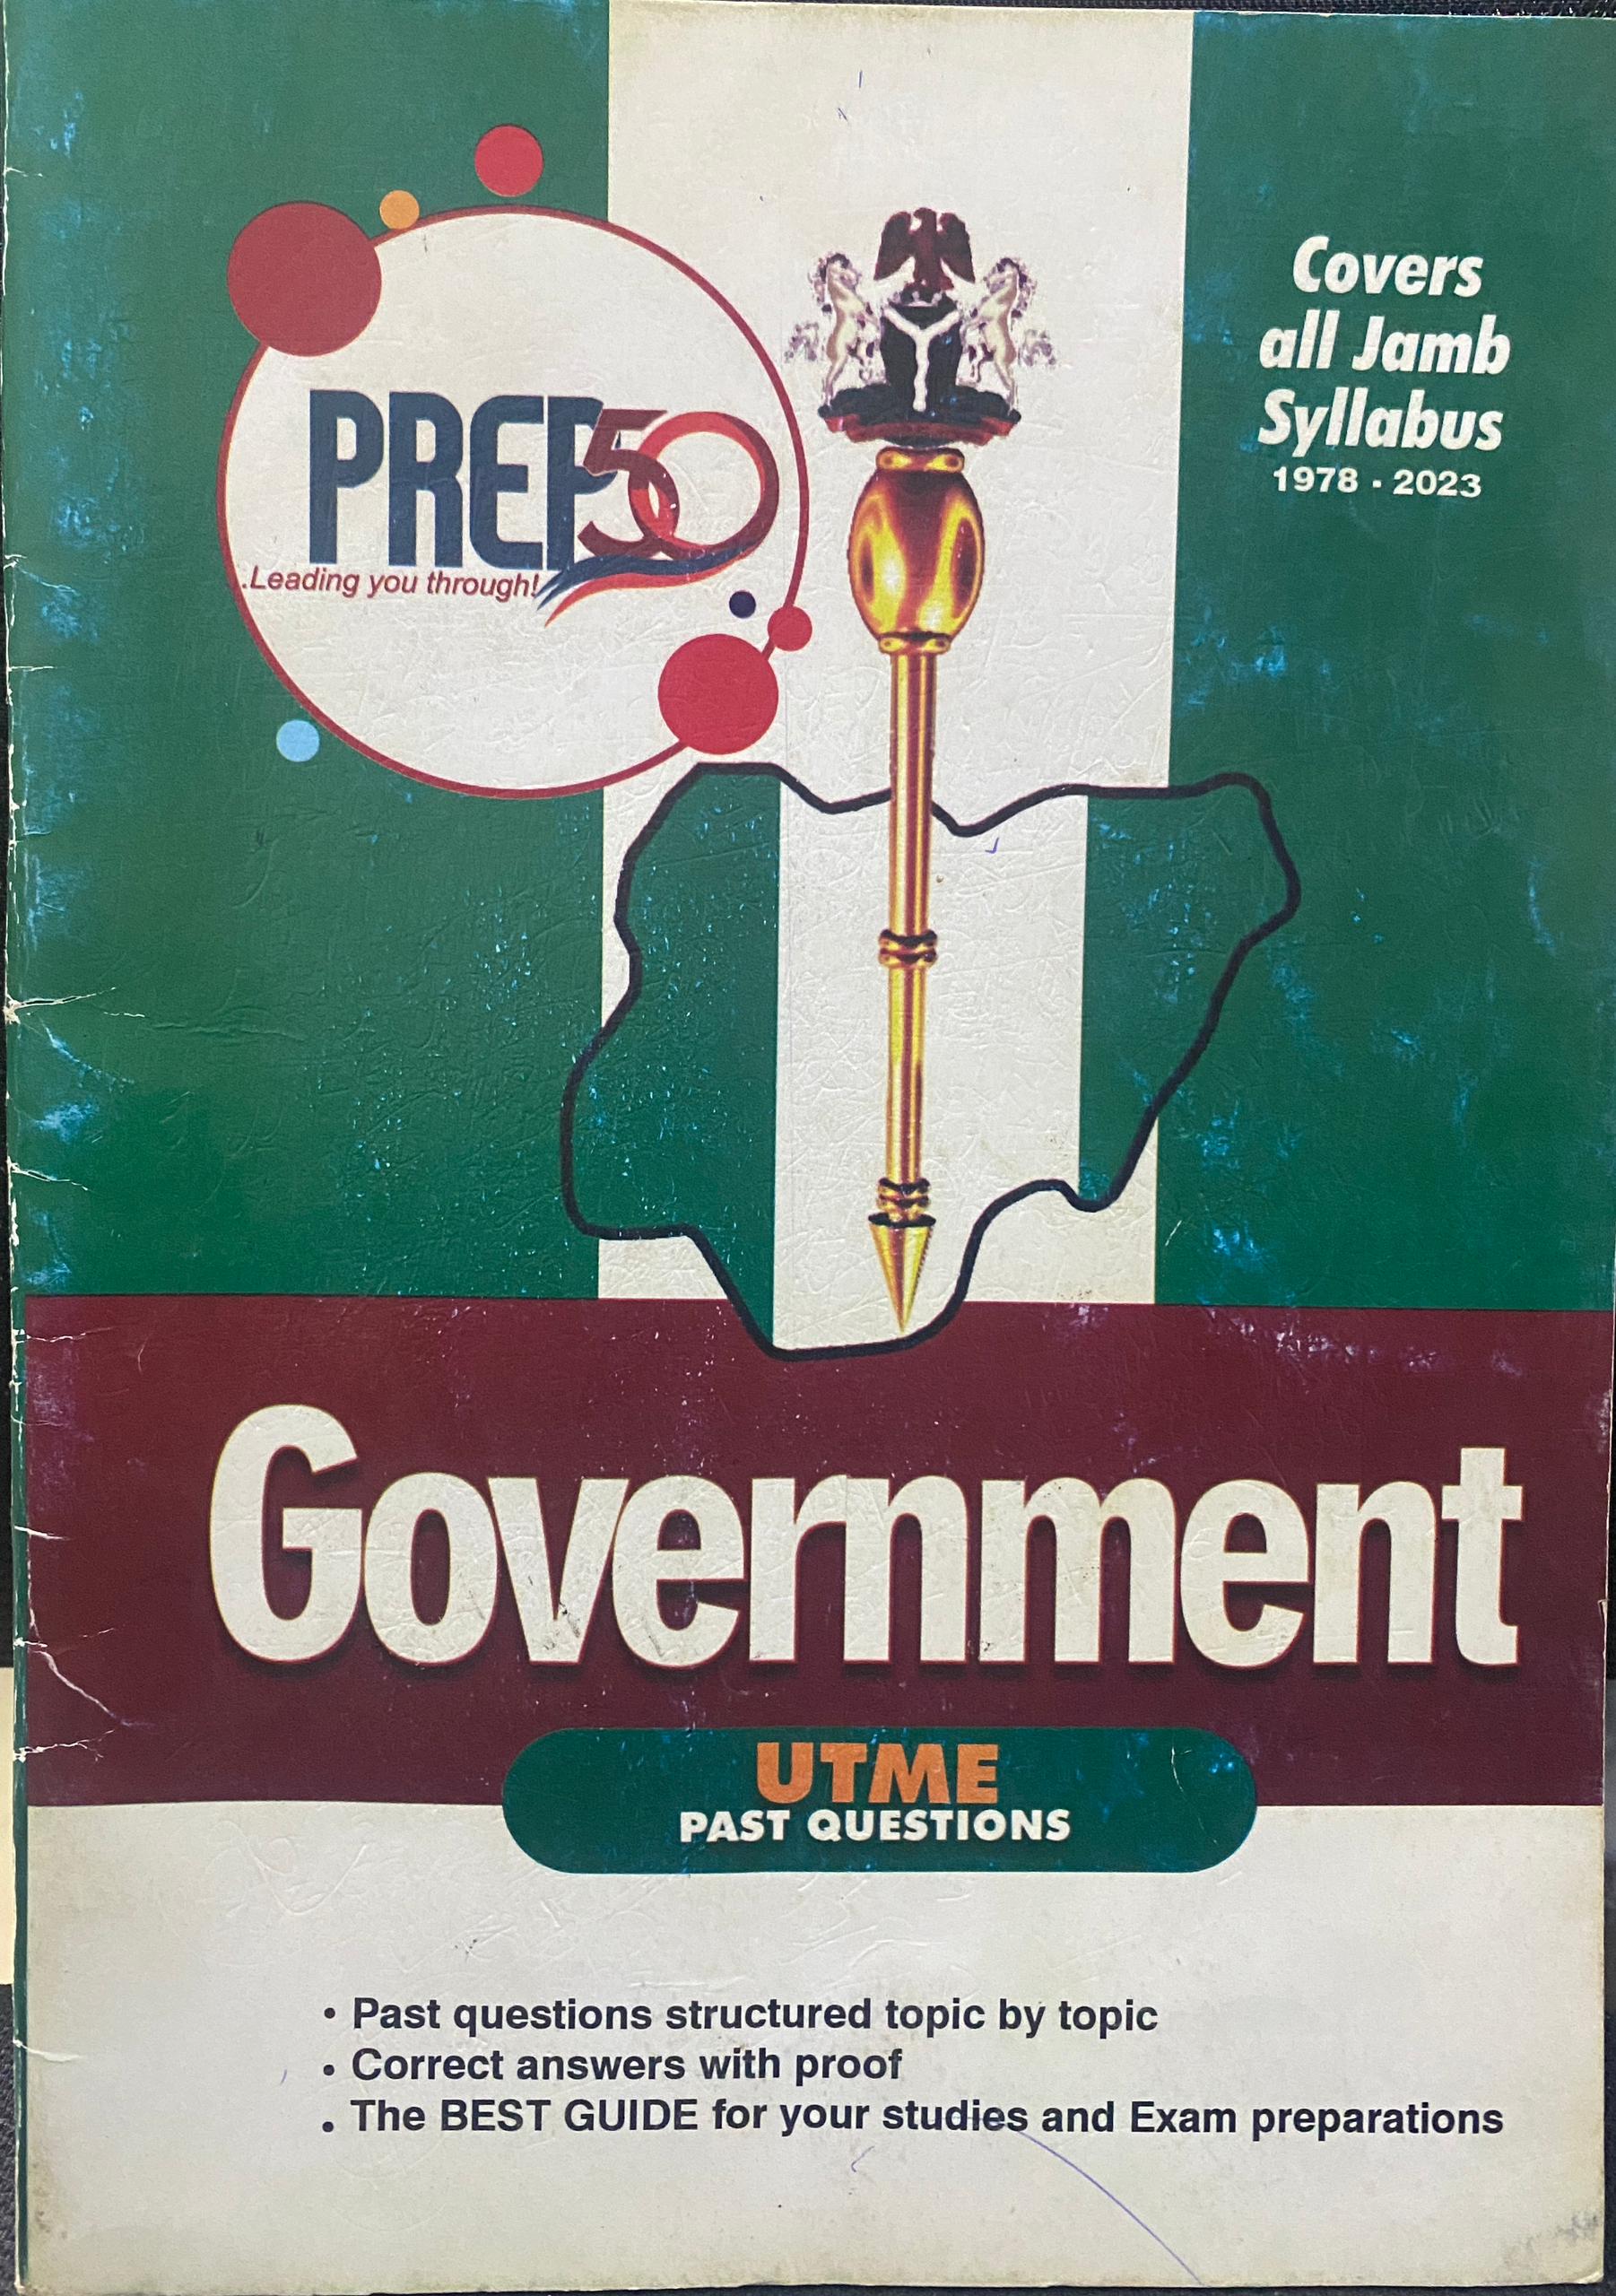 Covers
all Jamb
Syllabus
1978 · 2023
PREP50
..Leading you through!
Government
UTME
PAST QUESTIONS
• Past questions structured topic by topic
• Correct answers with proof
• The BEST GUIDE for your studies and Exam preparations